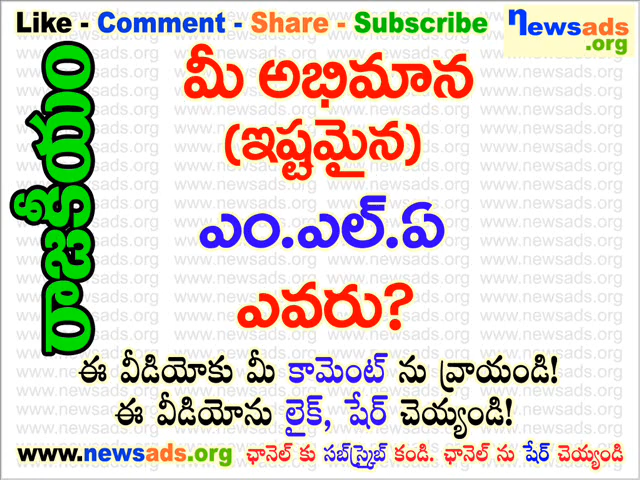 Like - Comment - Share - Subscribe
newsads
.org
రాజకీయం
మీ అభిమాన
(ఇష్టమైన)
ఎం.ఎల్.ఏ
ఎవరు?
ఈ వీడియోకు మీ కామెంట్ ను వ్రాయండి!
ఈ వీడియోను లైక్, షేర్ చెయ్యండి!
www.newsads.org ఛానెల్ కు సబ్‌స్క్రైబ్ కండి. ఛానెల్ ను షేర్ చెయ్యండి